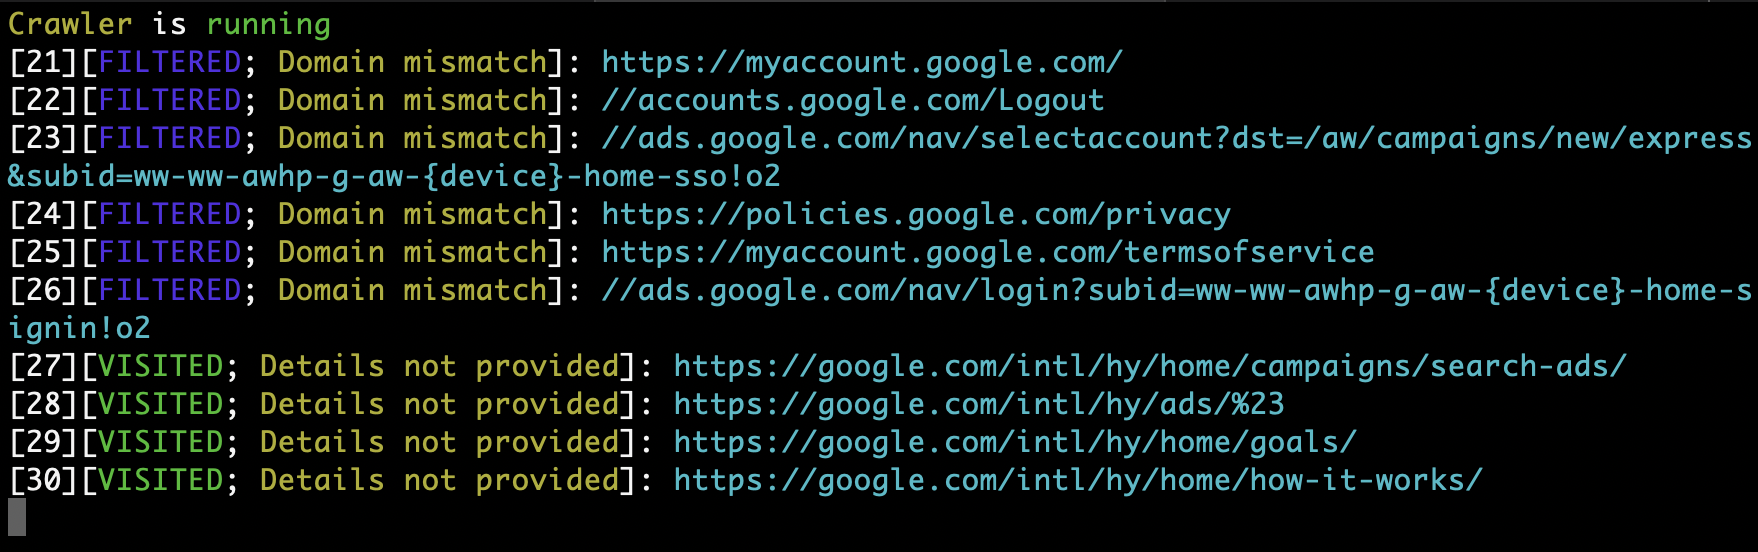 Crawler is running
[21][FILTERED; Domain mismatch]: https://myaccount.google.com/
[22][FILTERED; Domain mismatch]: //accounts.google.com/Logout
[23][FILTERED; Domain mismatch]: //ads.google.com/nav/selectaccount?dst=/aw/campaigns/new/express
&subid=ww-ww-awhp-g-aw-{device}-home-sso!o2
[24][FILTERED; Domain mismatch]: https://policies.google.com/privacy
[25][FILTERED; Domain mismatch]: https://myaccount.google.com/termsofservice
[26][FILTERED; Domain mismatch]: //ads.google.com/nav/login?subid=ww-ww-awhp-g-aw-{device}-home-s
ignin!o2
[27][VISITED; Details not provided]: https://google.com/intl/hy/home/campaigns/search-ads/
[28][VISITED; Details not provided]: https://google.com/intl/hy/ads/%23
[29][VISITED; Details not provided]: https://google.com/intl/hy/home/goals/
[30][VISITED; Details not provided]: https://google.com/intl/hy/home/how-it-works/